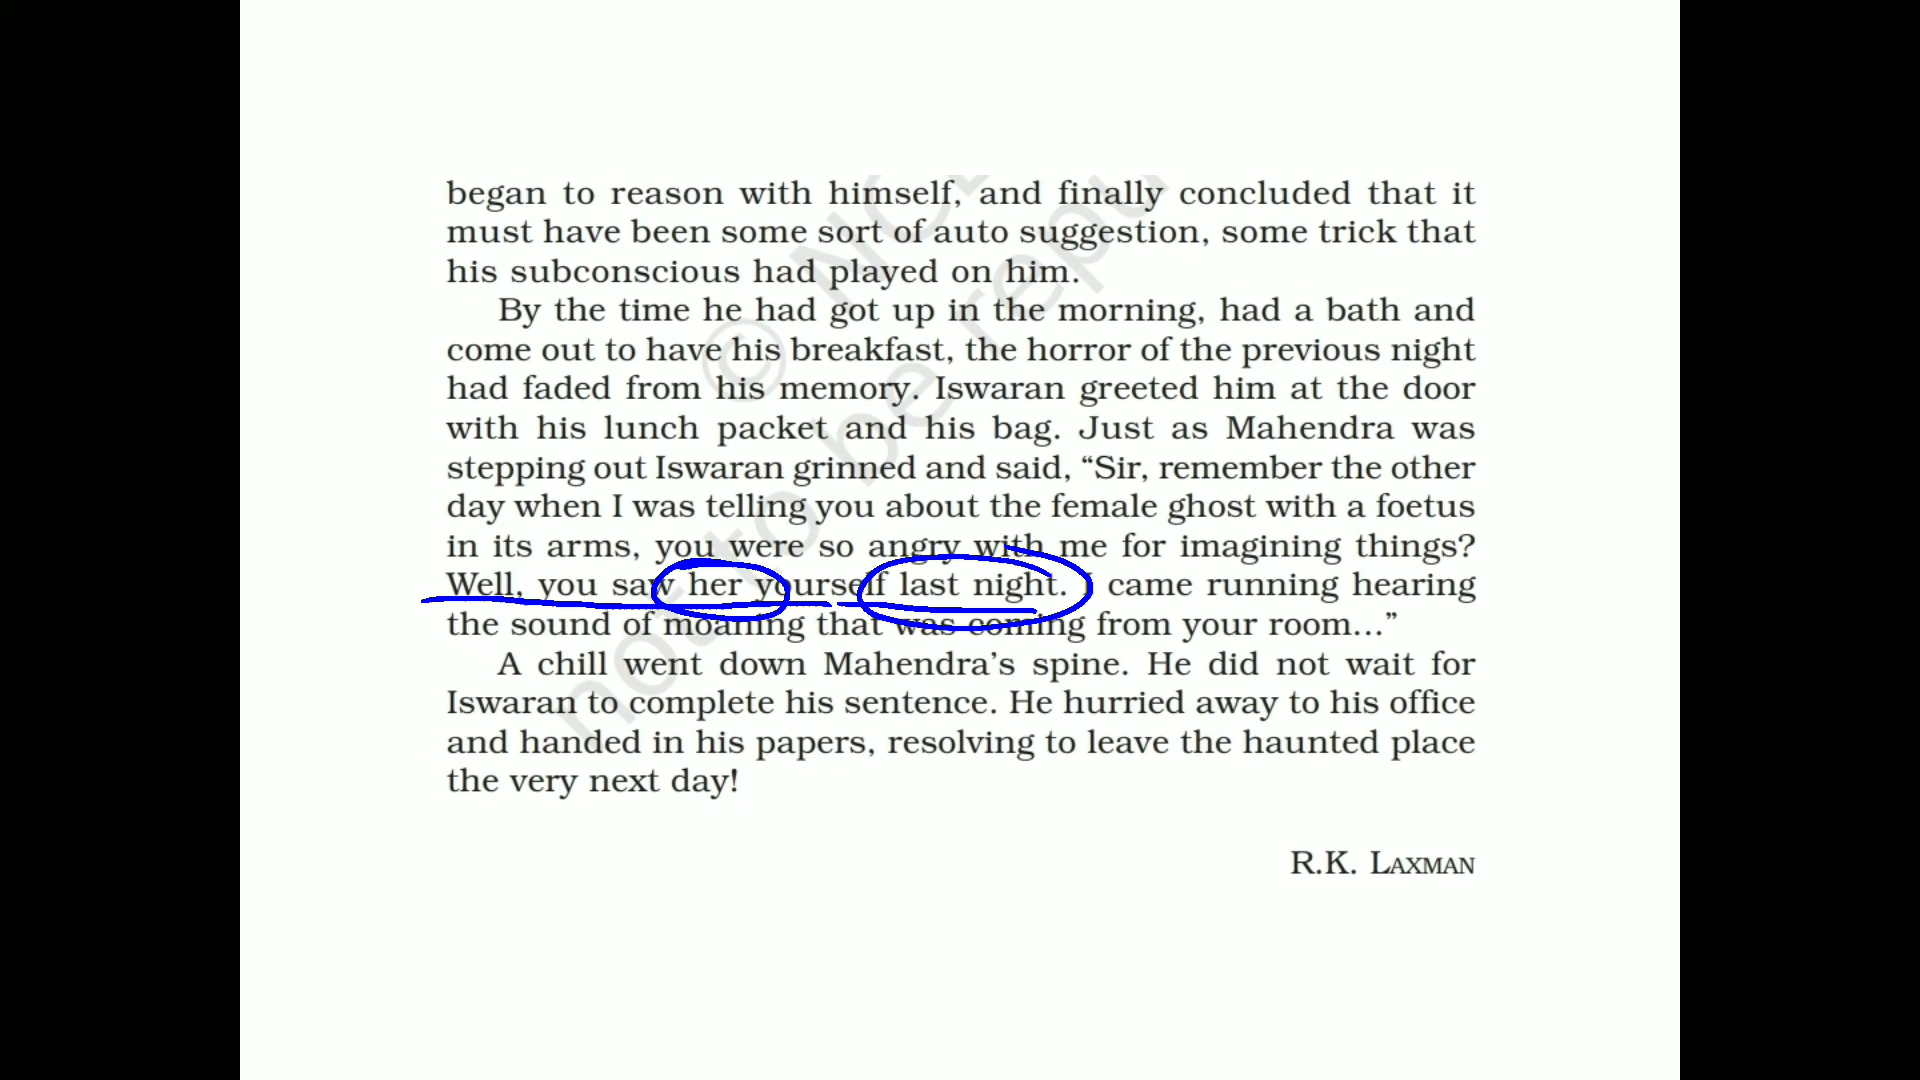 began to reason with himself, and finally concluded that it
must have been some sort of auto suggestion, some trick that
his subconscious had played on him.
By the time he had got up in the morning, had a bath and
come out to have his breakfast, the horror of the previous night
had faded from his memory. Iswaran greeted him at the door
with his lunch packet and his bag. Just as Mahendra was
stepping out Iswaran grinned and said, “Sir, remember the other
day when I was telling you about the female ghost with a foetus
in its arms, you were so angry with me for imagining things?
Well, you saw her yourself last night. I came running hearing
the sound of moaning that was coming from your room...”
A chill went down Mahendra’s spine. He did not wait for
Iswaran to complete his sentence. He hurried away to his office
and handed in his papers, resolving to leave the haunted place
the very next day!
R.K. LAXMAN
© NC
not to be repu